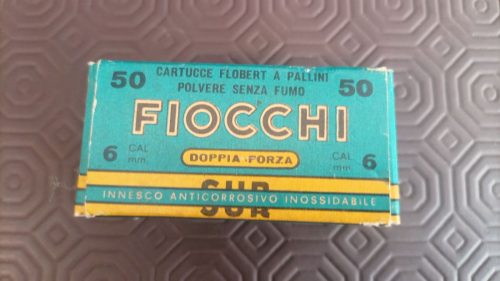 50 CARTUCCE FLOBERT A PALLINI 50
POLVERE SENZA FUMO
FIOCCHI
6 CAL mm. DOPPIA FORZA CAL mm. 6
SUR
INNESCO ANTICORROSIVO INOSSIDABILE